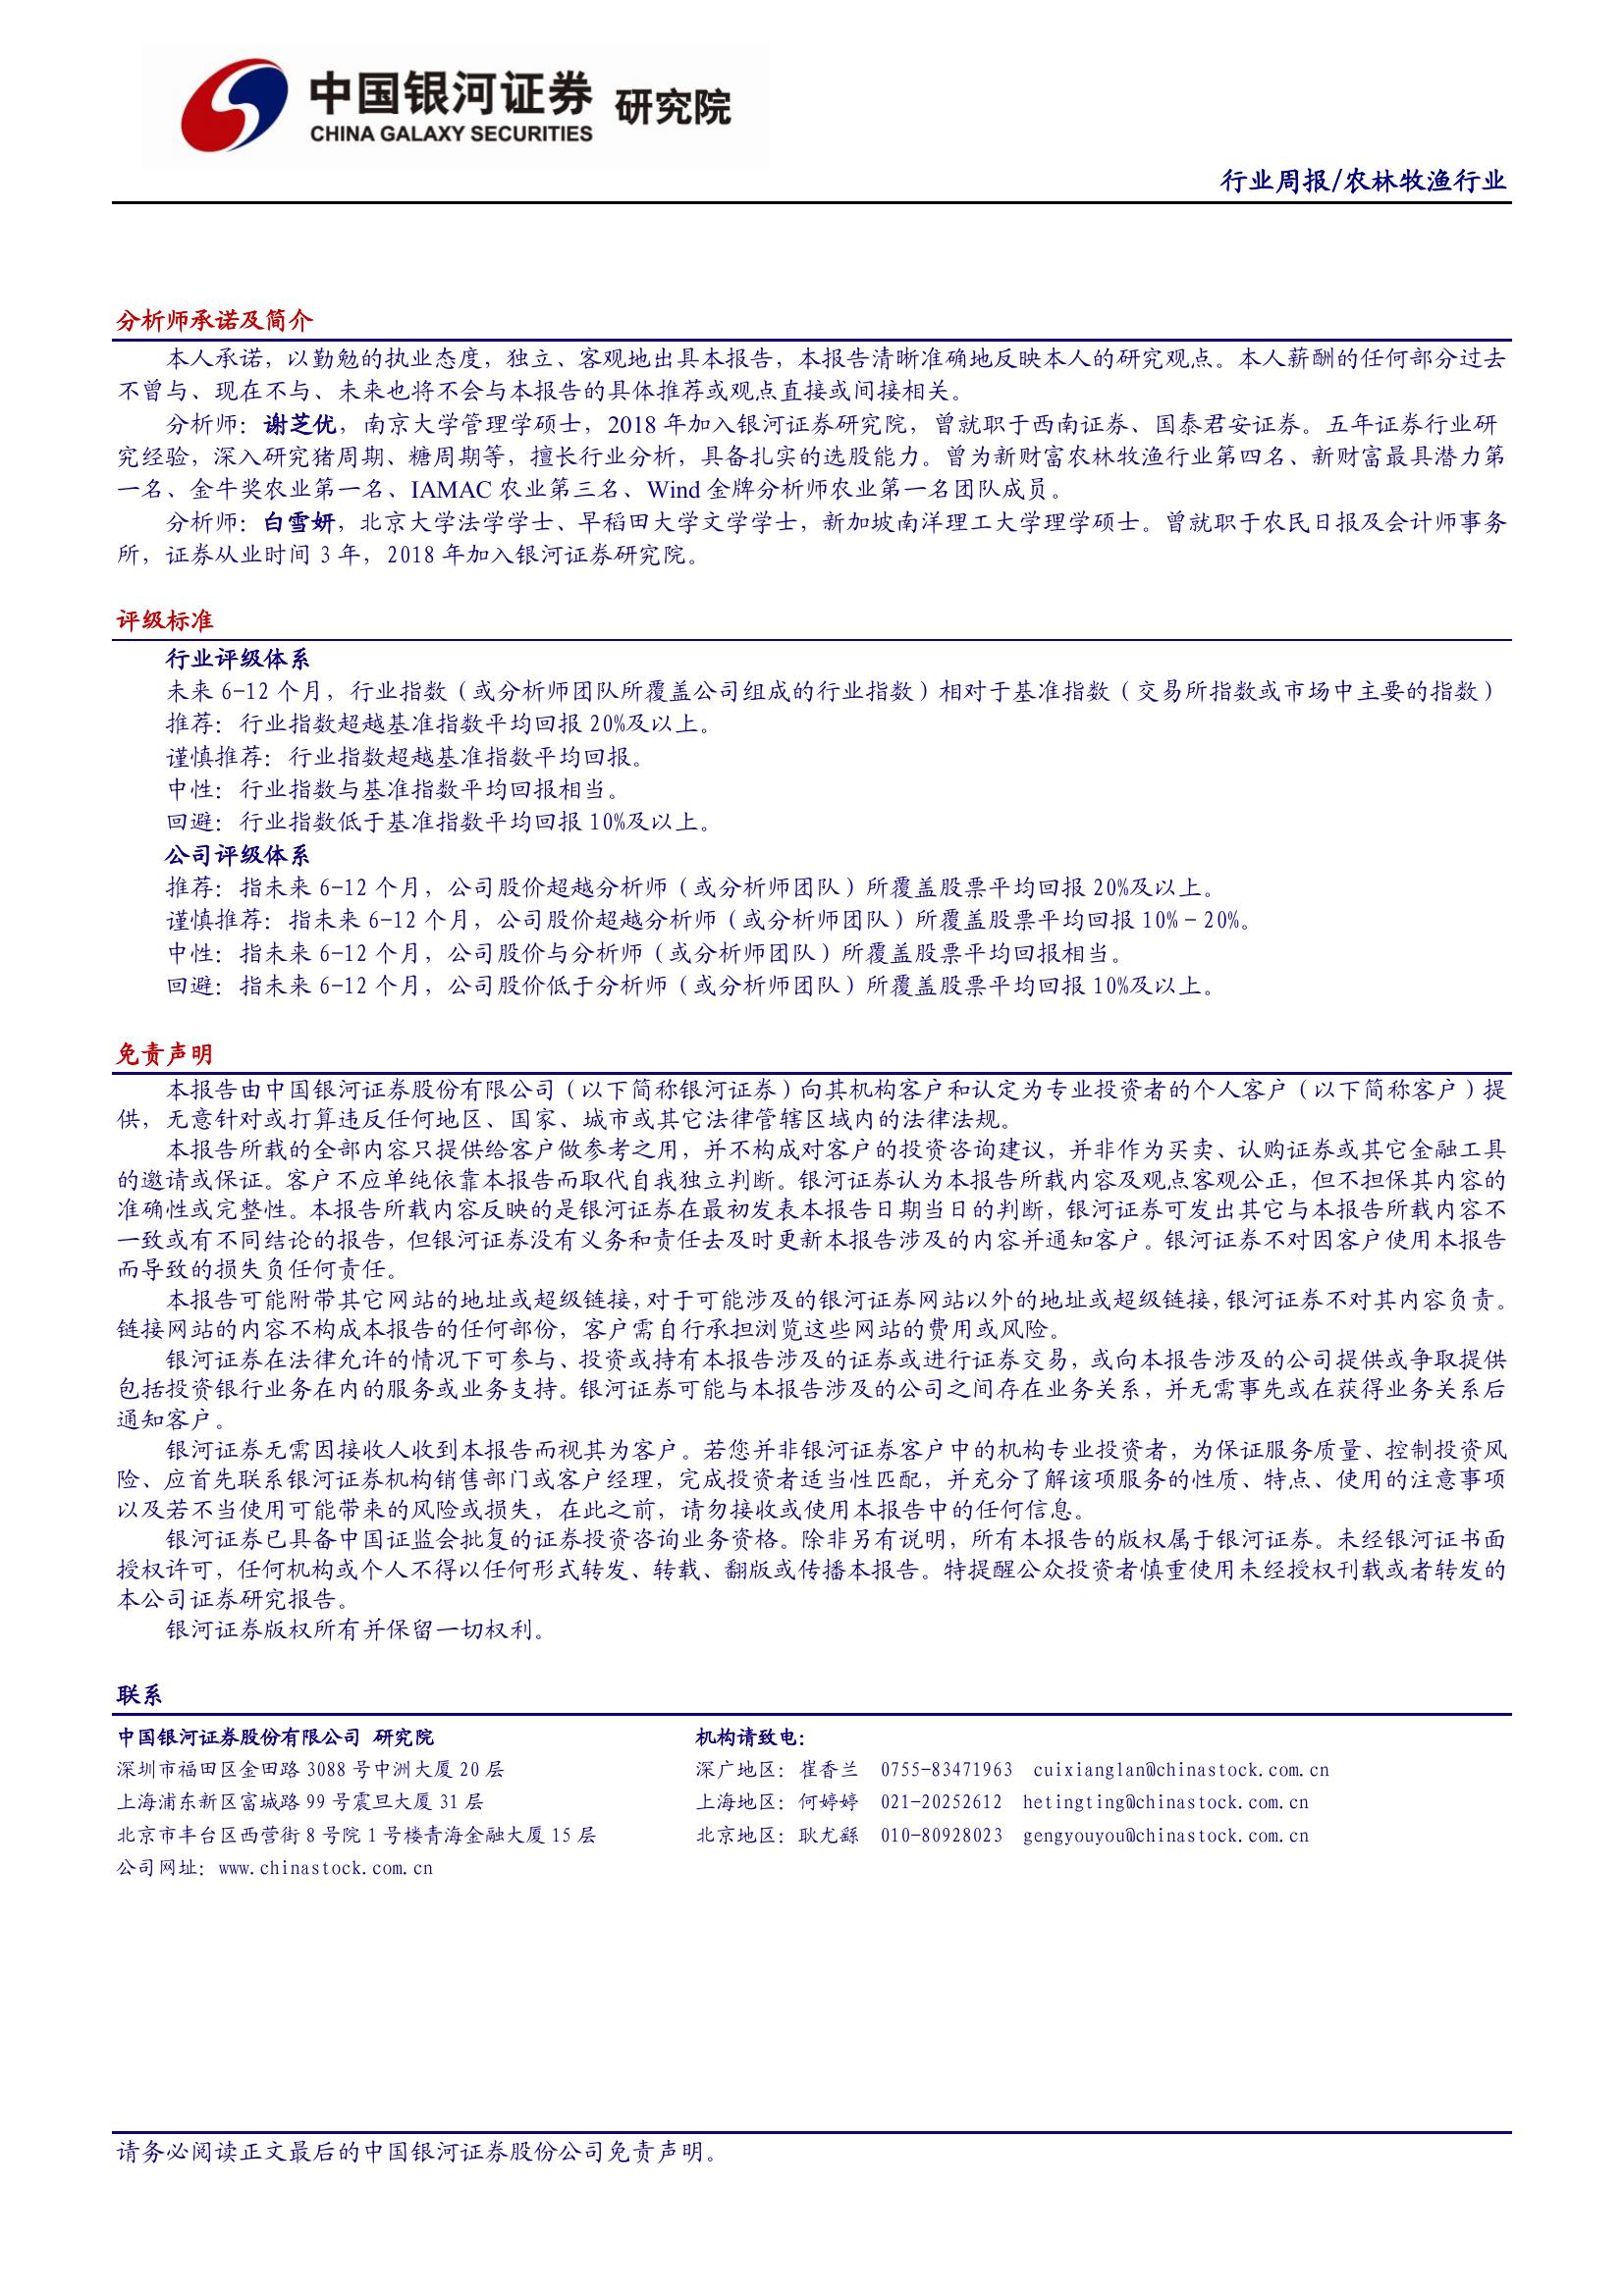 中国银河证券 研究院
CHINA GALAXY SECURITIES
行业周报/农林牧渔行业
分析师承诺及简介
本人承诺，以勤勉的执业态度，独立、客观地出具本报告，本报告清晰准确地反映本人的研究观点。本人薪酬的任何部分过去
不曾与、现在不与、未来也将不会与本报告的具体推荐或观点直接或间接相关。
分析师：谢芝优，南京大学管理学硕士，2018 年加入银河证券研究院，曾就职于西南证券、国泰君安证券。五年证券行业研
究经验，深入研究猪周期、糖周期等，擅长行业分析，具备扎实的选股能力。曾为新财富农林牧渔行业第四名、新财富最具潜力第
一名、金牛奖农业第一名、IAMAC 农业第三名、Wind 金牌分析师农业第一名团队成员。
分析师：白雪妍，北京大学法学学士、早稻田大学文学学士，新加坡南洋理工大学理学硕士。曾就职于农民日报及会计师事务
所，证券从业时间 3 年，2018 年加入银河证券研究院。
评级标准
行业评级体系
未来 6-12 个月，行业指数（或分析师团队所覆盖公司组成的行业指数）相对于基准指数（交易所指数或市场中主要的指数）
推荐：行业指数超越基准指数平均回报 20%及以上。
谨慎推荐：行业指数超越基准指数平均回报。
中性：行业指数与基准指数平均回报相当。
回避：行业指数低于基准指数平均回报 10%及以上。
公司评级体系
推荐：指未来 6-12 个月，公司股价超越分析师（或分析师团队）所覆盖股票平均回报 20%及以上。
谨慎推荐：指未来 6-12 个月，公司股价超越分析师（或分析师团队）所覆盖股票平均回报 10%－20%。
中性：指未来 6-12 个月，公司股价与分析师（或分析师团队）所覆盖股票平均回报相当。
回避：指未来 6-12 个月，公司股价低于分析师（或分析师团队）所覆盖股票平均回报 10%及以上。
免责声明
本报告由中国银河证券股份有限公司（以下简称银河证券）向其机构客户和认定为专业投资者的个人客户（以下简称客户）提
供，无意针对或打算违反任何地区、国家、城市或其它法律管辖区域内的法律法规。
本报告所载的全部内容只提供给客户做参考之用，并不构成对客户的投资咨询建议，并非作为买卖、认购证券或其它金融工具
的邀请或保证。客户不应单纯依靠本报告而取代自我独立判断。银河证券认为本报告所载内容及观点客观公正，但不担保其内容的
准确性或完整性。本报告所载内容反映的是银河证券在最初发表本报告日期当日的判断，银河证券可发出其它与本报告所载内容不
一致或有不同结论的报告，但银河证券没有义务和责任去及时更新本报告涉及的内容并通知客户。银河证券不对因客户使用本报告
而导致的损失负任何责任。
本报告可能附带其它网站的地址或超级链接，对于可能涉及的银河证券网站以外的地址或超级链接，银河证券不对其内容负责。
链接网站的内容不构成本报告的任何部份，客户需自行承担浏览这些网站的费用或风险。
银河证券在法律允许的情况下可参与、投资或持有本报告涉及的证券或进行证券交易，或向本报告涉及的公司提供或争取提供
包括投资银行业务在内的服务或业务支持。银河证券可能与本报告涉及的公司之间存在业务关系，并无需事先或在获得业务关系后
通知客户。
银河证券无需因接收人收到本报告而视其为客户。若您并非银河证券客户中的机构专业投资者，为保证服务质量、控制投资风
险、应首先联系银河证券机构销售部门或客户经理，完成投资者适当性匹配，并充分了解该项服务的性质、特点、使用的注意事项
以及若不当使用可能带来的风险或损失，在此之前，请勿接收或使用本报告中的任何信息。
银河证券已具备中国证监会批复的证券投资咨询业务资格。除非另有说明，所有本报告的版权属于银河证券。未经银河证书面
授权许可，任何机构或个人不得以任何形式转发、转载、翻版或传播本报告。特提醒公众投资者慎重使用未经授权刊载或者转发的
本公司证券研究报告。
银河证券版权所有并保留一切权利。
联系
中国银河证券股份有限公司 研究院 机构请致电：
深圳市福田区金田路 3088 号中洲大厦 20 层 深广地区：崔香兰 0755-83471963 cuixianglan@chinastock.com.cn
上海浦东新区富城路 99 号震旦大厦 31 层 上海地区：何婷婷 021-20252612 hetingting@chinastock.com.cn
北京市丰台区西营街 8 号院 1 号楼青海金融大厦 15 层 北京地区：耿尤繇 010-80928023 gengyouyou@chinastock.com.cn
公司网址：www.chinastock.com.cn
请务必阅读正文最后的中国银河证券股份公司免责声明。